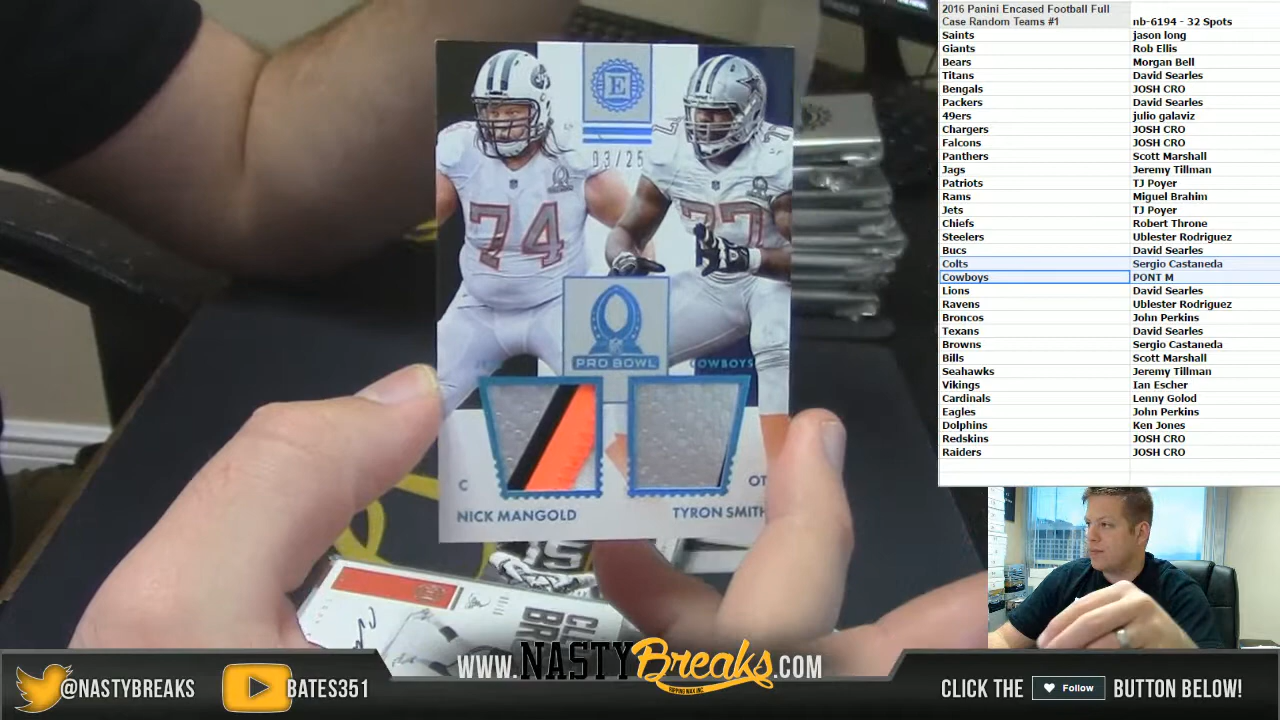 2016 Panini Encased Football Full
Case Random Teams #1 nb-6194 - 32 Spots
Saints jason long
Giants Rob Ellis
Bears Morgan Bell
Titans David Searles
Bengals JOSH CRO
Packers David Searles
49ers julio galaviz
Chargers JOSH CRO
Falcons JOSH CRO
Panthers Scott Marshall
Jags Jeremy Tillman
Patriots TJ Poyer
Rams Miguel Brahim
Jets TJ Poyer
Chiefs Robert Throne
Steelers Ublester Rodriguez
Bucs David Searles
Colts Sergio Castaneda
Cowboys PONT M
Lions David Searles
Ravens Ublester Rodriguez
Broncos John Perkins
Texans David Searles
Browns Sergio Castaneda
Bills Scott Marshall
Seahawks Jeremy Tillman
Vikings Ian Escher
Cardinals Lenny Golod
Eagles John Perkins
Dolphins Ken Jones
Redskins JOSH CRO
Raiders JOSH CRO
E
03/25
74 77
PRO BOWL
COWBOYS
C OT
NICK MANGOLD TYRON SMITH
@NASTYBREAKS BATES351
WWW.NASTYBreaks.COM
RIPPING WAX INC.
CLICK THE Follow BUTTON BELOW!